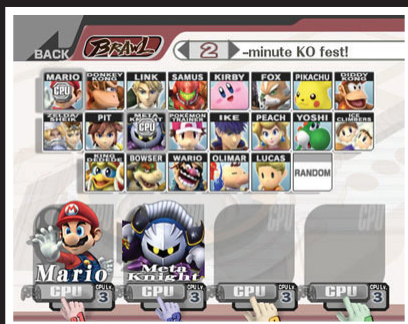 BACK BRAWL 2 -minute KO fest!
MARIO DONKEY KONG LINK SAMUS KIRBY FOX PIKACHU DIDDY KONG
CPU
ZELDA/SHEIK PIT META KNIGHT POKÉMON TRAINER IKE PEACH YOSHI ICE CLIMBERS
CPU
KING DEDEDE BOWSER WARIO OLIMAR LUCAS RANDOM
Mario Meta Knight
CPU CPU Lv. 3 CPU CPU Lv. 3 CPU CPU Lv. 3 CPU CPU Lv. 3